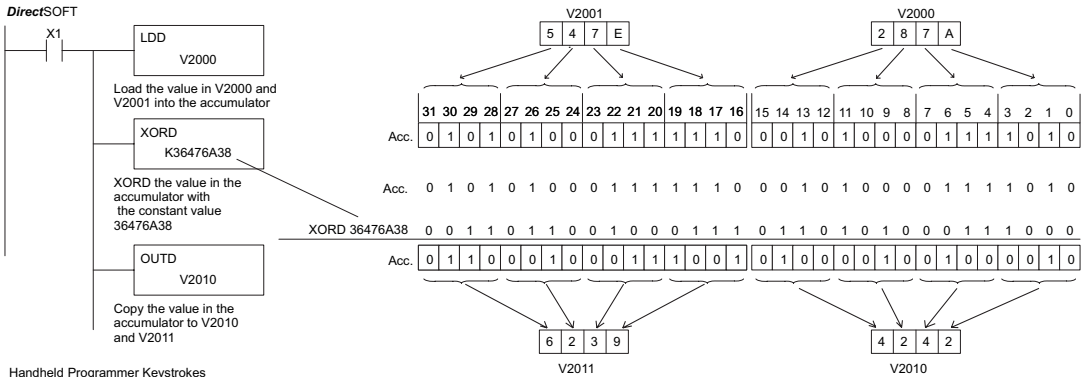 DirectSOFT
X1
LDD
V2000
Load the value in V2000 and
V2001 into the accumulator
XORD
K36476A38
XORD the value in the
accumulator with
the constant value
36476A38
OUTD
V2010
Copy the value in the
accumulator to V2010
and V2011
Handheld Programmer Keystrokes
V2001 V2000
5 4 7 E 2 8 7 A
31 30 29 28 27 26 25 24 23 22 21 20 19 18 17 16 15 14 13 12 11 10 9 8 7 6 5 4 3 2 1 0
Acc. 0 1 0 1 0 1 0 0 0 1 1 1 1 1 1 0 0 0 1 0 1 0 0 0 0 1 1 1 1 0 1 0
Acc. 0 1 0 1 0 1 0 0 0 1 1 1 1 1 1 0 0 0 1 0 1 0 0 0 0 1 1 1 1 0 1 0
XORD 36476A38 0 0 1 1 0 1 1 0 0 1 0 0 0 1 1 1 0 1 1 0 1 0 1 0 0 0 1 1 1 0 0 0
Acc. 0 1 1 0 0 0 1 0 0 0 1 1 1 0 0 1 0 1 0 0 0 0 1 0 0 1 0 0 0 0 1 0
6 2 3 9 4 2 4 2
V2011 V2010